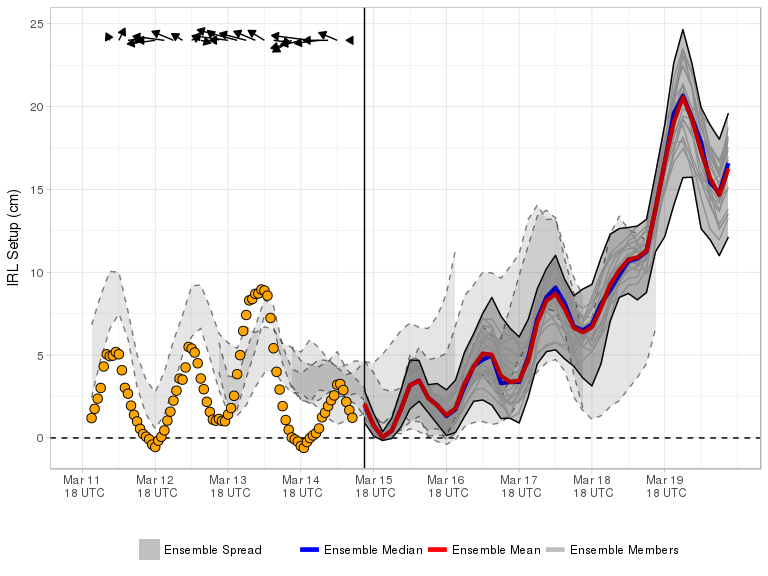 25
20
15
10
5
0
IRL Setup (cm)
Mar 11 Mar 12 Mar 13 Mar 14 Mar 15 Mar 16 Mar 17 Mar 18 Mar 19
18 UTC 18 UTC 18 UTC 18 UTC 18 UTC 18 UTC 18 UTC 18 UTC 18 UTC
Ensemble Spread Ensemble Median Ensemble Mean Ensemble Members